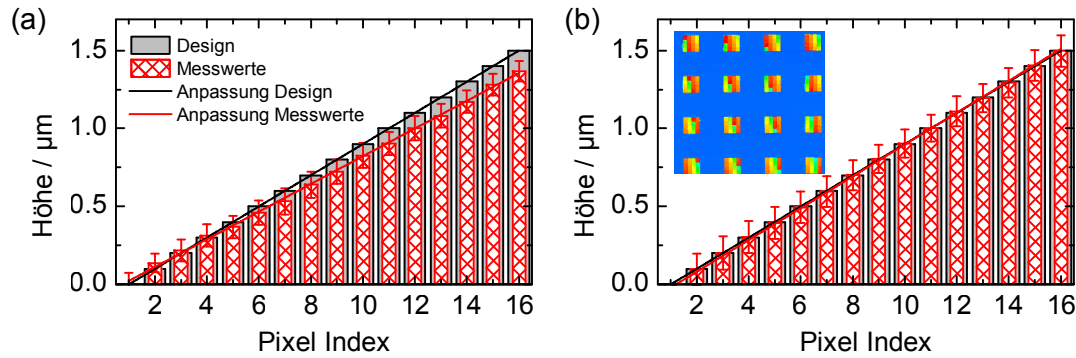 (a)
Höhe / µm
1.5
1.0
0.5
0.0
Design
Messwerte
Anpassung Design
Anpassung Messwerte
2 4 6 8 10 12 14 16
Pixel Index
(b)
Höhe / µm
1.5
1.0
0.5
0.0
2 4 6 8 10 12 14 16
Pixel Index